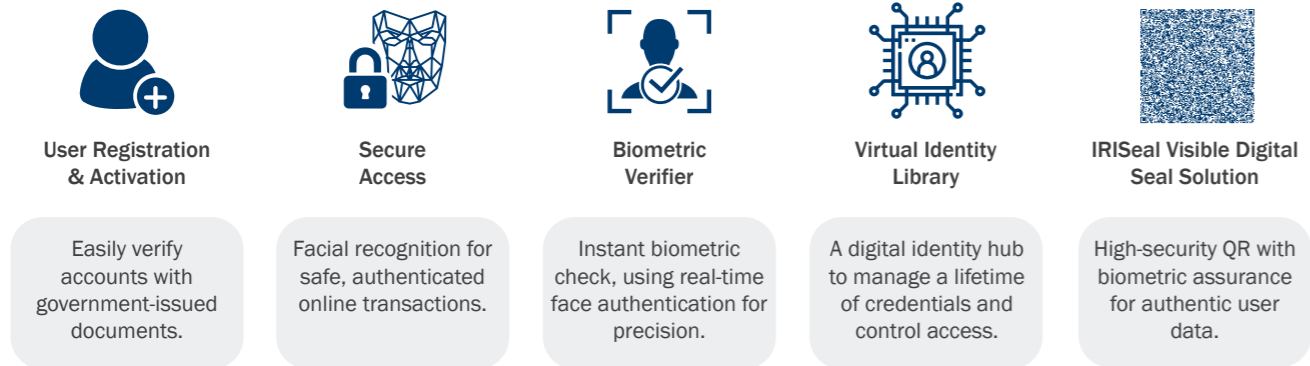 User Registration
& Activation
Secure
Access
Biometric
Verifier
Virtual Identity
Library
IRISeal Visible Digital
Seal Solution
Easily verify
accounts with
government-issued
documents.
Facial recognition for
safe, authenticated
online transactions.
Instant biometric
check, using real-time
face authentication for
precision.
A digital identity hub
to manage a lifetime
of credentials and
control access.
High-security QR with
biometric assurance
for authentic user
data.